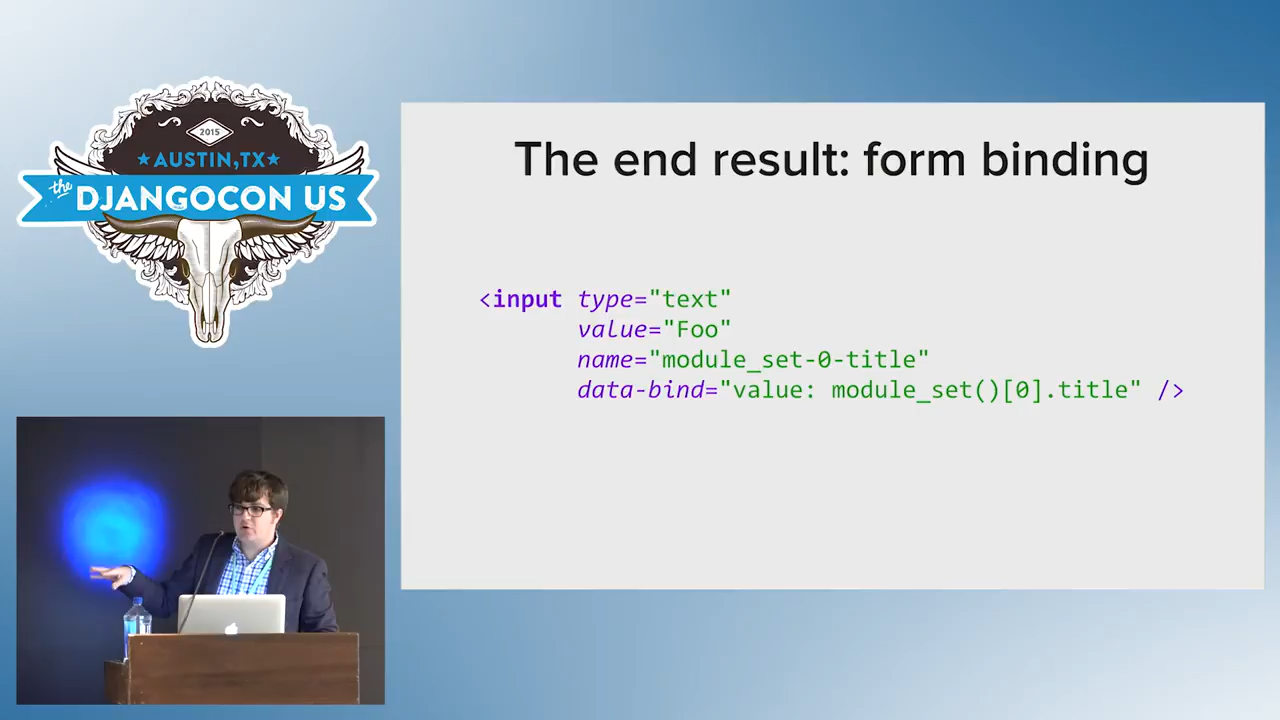 2015
AUSTIN, TX
the DJANGOCON US
The end result: form binding
<input type="text"
value="Foo"
name="module_set-0-title"
data-bind="value: module_set()[0].title" />